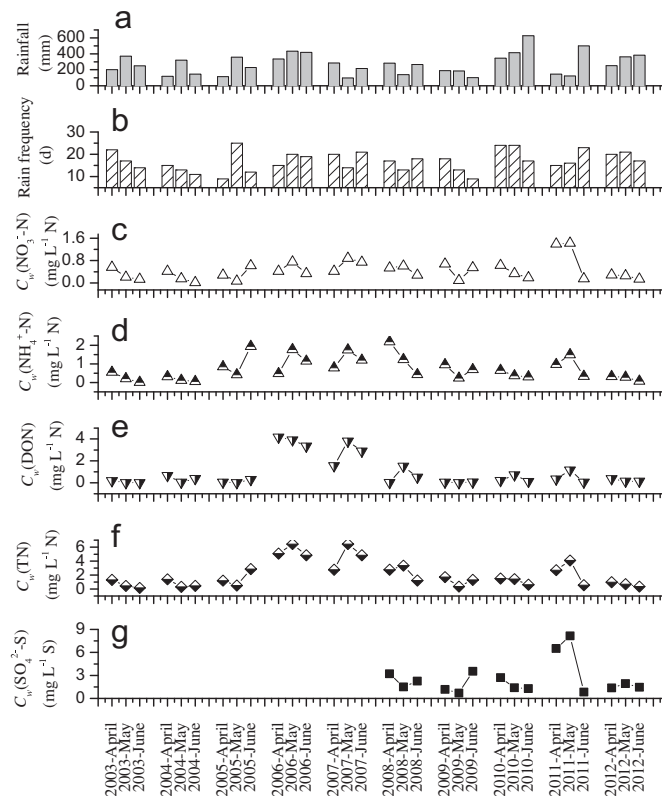 a
Rainfall
(mm)
600
400
200
0
b
Rain frequency
(d)
30
20
10
c
C_w(NO₃⁻-N)
(mg L⁻¹ N)
1.6
0.8
0.0
d
C_w(NH₄⁺-N)
(mg L⁻¹ N)
2
1
0
e
C_w(DON)
(mg L⁻¹ N)
4
2
0
f
C_w(TN)
(mg L⁻¹ N)
6
4
2
0
g
C_w(SO₄²⁻-S)
(mg L⁻¹ S)
9
6
3
0
2003-April
2003-May
2003-June
2004-April
2004-May
2004-June
2005-April
2005-May
2005-June
2006-April
2006-May
2006-June
2007-April
2007-May
2007-June
2008-April
2008-May
2008-June
2009-April
2009-May
2009-June
2010-April
2010-May
2010-June
2011-April
2011-May
2011-June
2012-April
2012-May
2012-June